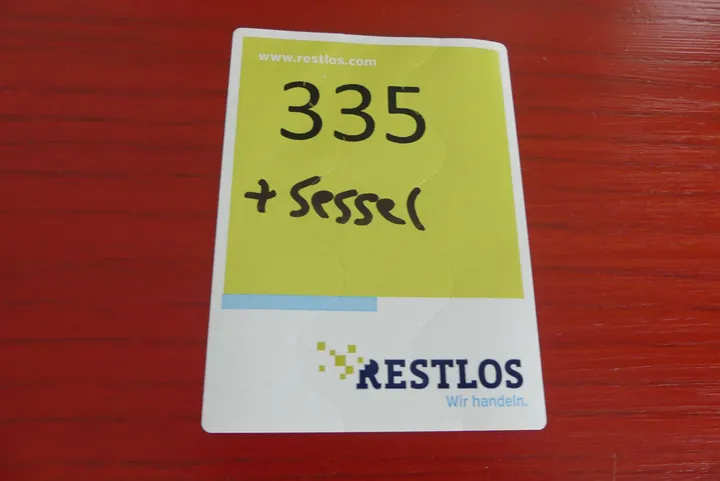 www.restlos.com
335
+ Sessel
RESTLOS
Wir handeln.